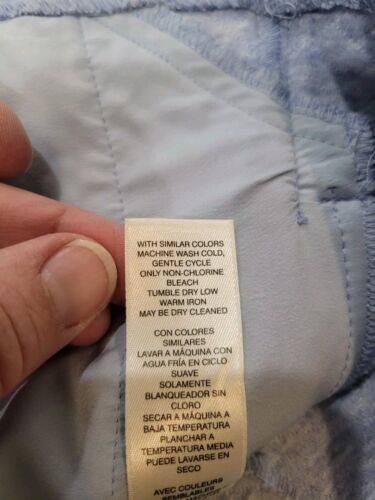 WITH SIMILAR COLORS
MACHINE WASH COLD,
GENTLE CYCLE
ONLY NON-CHLORINE
BLEACH
TUMBLE DRY LOW
WARM IRON
MAY BE DRY CLEANED
CON COLORES
SIMILARES
LAVAR A MÁQUINA CON
AGUA FRÍA EN CICLO
SUAVE
SOLAMENTE
BLANQUEADOR SIN
CLORO
SECAR A MÁQUINA A
BAJA TEMPERATURA
PLANCHAR A
TEMPERATURA MEDIA
PUEDE LAVARSE EN
SECO
AVEC COULEURS
SEMBLABLES